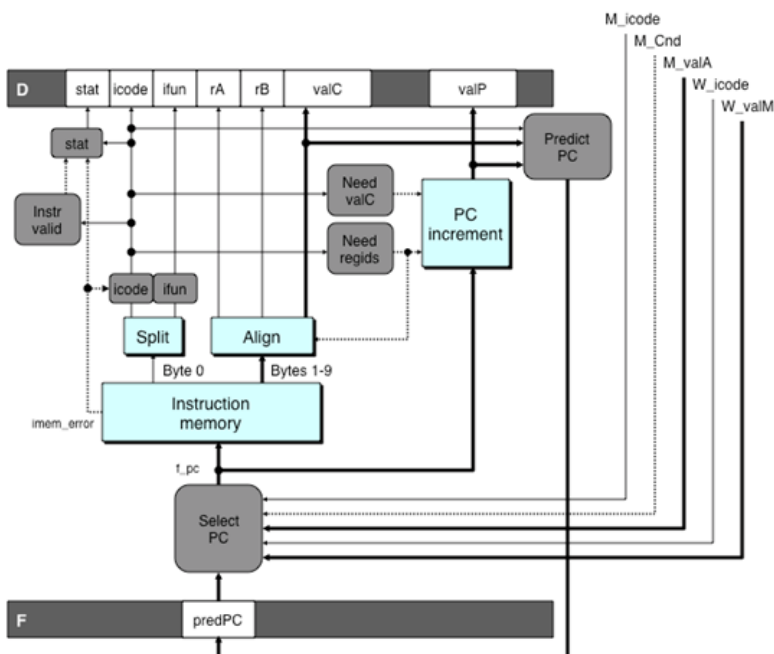 M_icode
M_Cnd
M_valA
W_icode
W_valM
D
stat
icode
ifun
rA
rB
valC
valP
stat
Predict
PC
Need
valC
Instr
valid
PC
increment
Need
regids
icode
ifun
Split
Align
Byte 0
Bytes 1-9
Instruction
memory
imem_error
f_pc
Select
PC
F
predPC